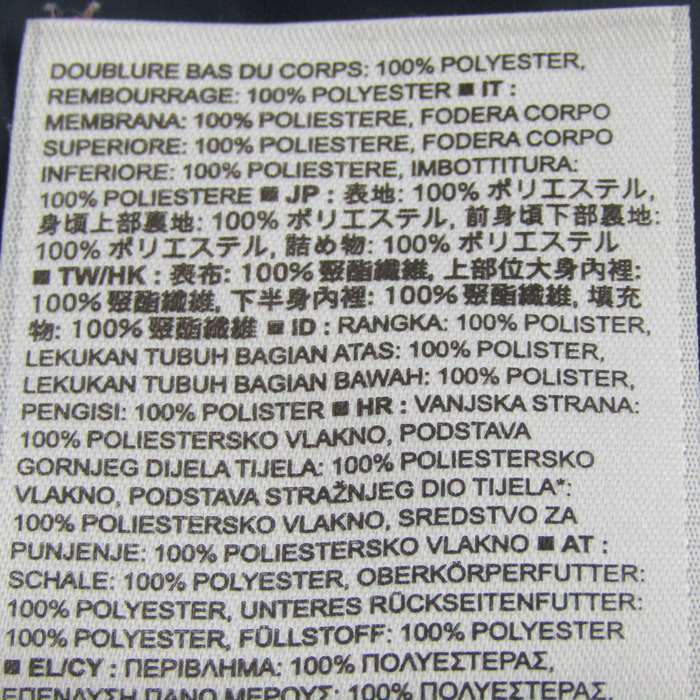 DOUBLURE BAS DU CORPS: 100% POLYESTER,
REMBOURRAGE: 100% POLYESTER ■ IT :
MEMBRANA: 100% POLIESTERE, FODERA CORPO
SUPERIORE: 100% POLIESTERE, FODERA CORPO
INFERIORE: 100% POLIESTERE, IMBOTTITURA:
100% POLIESTERE ■ JP : 表地: 100% ポリエステル,
身頃上部裏地: 100% ポリエステル, 前身頃下部裏地:
100% ポリエステル, 詰め物: 100% ポリエステル
■ TW/HK : 表布: 100% 聚酯纖維, 上部位大身內裡:
100% 聚酯纖維, 下半身內裡: 100% 聚酯纖維, 填充
物: 100% 聚酯纖維 ■ ID : RANGKA: 100% POLISTER,
LEKUKAN TUBUH BAGIAN ATAS: 100% POLISTER,
LEKUKAN TUBUH BAGIAN BAWAH: 100% POLISTER,
PENGISI: 100% POLISTER ■ HR : VANJSKA STRANA:
100% POLIESTERSKO VLAKNO, PODSTAVA
GORNJEG DIJELA TIJELA: 100% POLIESTERSKO
VLAKNO, PODSTAVA STRAŽNJEG DIO TIJELA*:
100% POLIESTERSKO VLAKNO, SREDSTVO ZA
PUNJENJE: 100% POLIESTERSKO VLAKNO ■ AT :
SCHALE: 100% POLYESTER, OBERKÖRPERFUTTER:
100% POLYESTER, UNTERES RÜCKSEITENFUTTER:
100% POLYESTER, FÜLLSTOFF: 100% POLYESTER
■ EL/CY : ΠΕΡΙΒΛΗΜΑ: 100% ΠΟΛΥΕΣΤΕΡΑΣ,
ΕΠΕΝΔΥΣΗ ΠΑΝΩ ΜΕΡΟΥΣ: 100% ΠΟΛΥΕΣΤΕΡΑΣ,